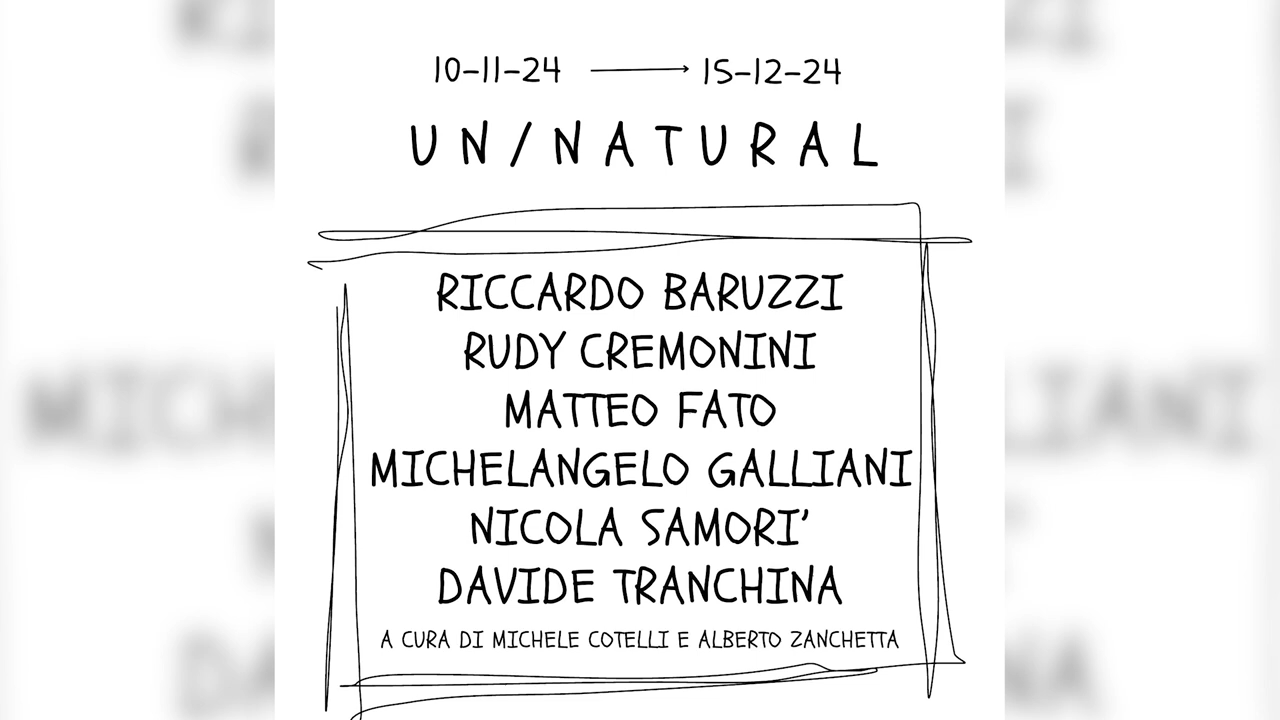 10-11-24 → 15-12-24
UN/NATURAL
RICCARDO BARUZZI
RUDY CREMONINI
MATTEO FATO
MICHELANGELO GALLIANI
NICOLA SAMORI'
DAVIDE TRANCHINA
A CURA DI MICHELE COTELLI E ALBERTO ZANCHETTA